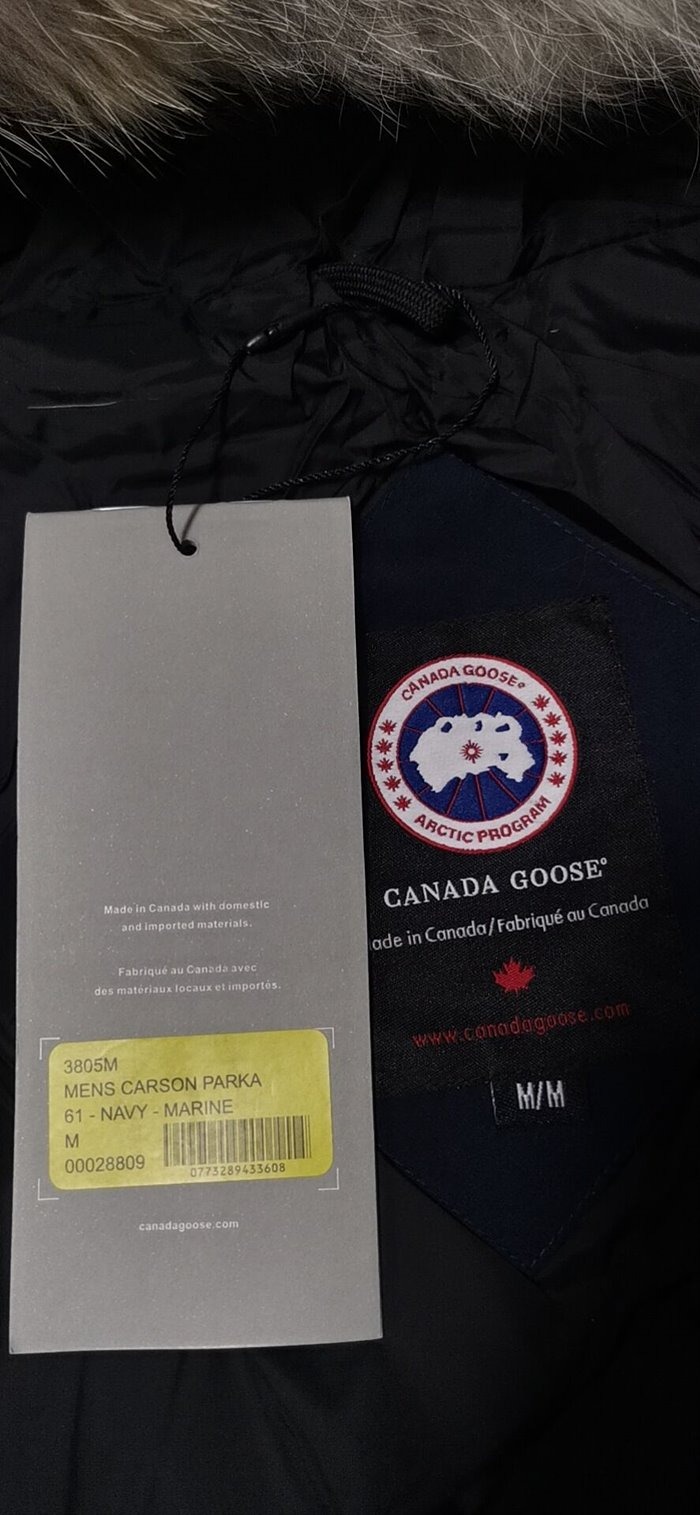 Made in Canada with domestic
and imported materials.
Fabriqué au Canada avec
des matériaux locaux et importés.
3805M
MENS CARSON PARKA
61 - NAVY - MARINE
M
00028809
0773289433608
canadagoose.com
CANADA GOOSE®
ARCTIC PROGRAM
CANADA GOOSE®
ade in Canada/Fabriqué au Canada
www.canadagoose.com
M/M